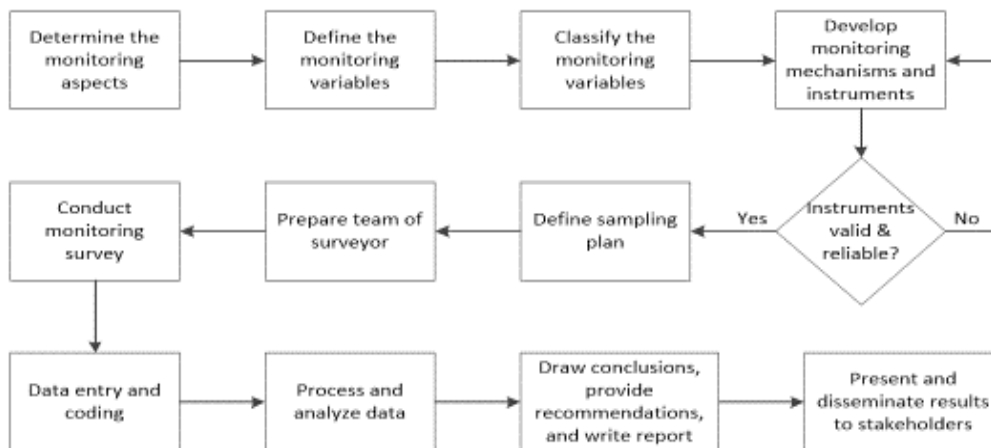 Determine the
monitoring
aspects
Define the
monitoring
variables
Classify the
monitoring
variables
Develop
monitoring
mechanisms and
instruments
Conduct
monitoring
survey
Prepare team of
surveyor
Define sampling
plan
Yes
Instruments
valid &
reliable?
No
Data entry and
coding
Process and
analyze data
Draw conclusions,
provide
recommendations,
and write report
Present and
disseminate results
to stakeholders